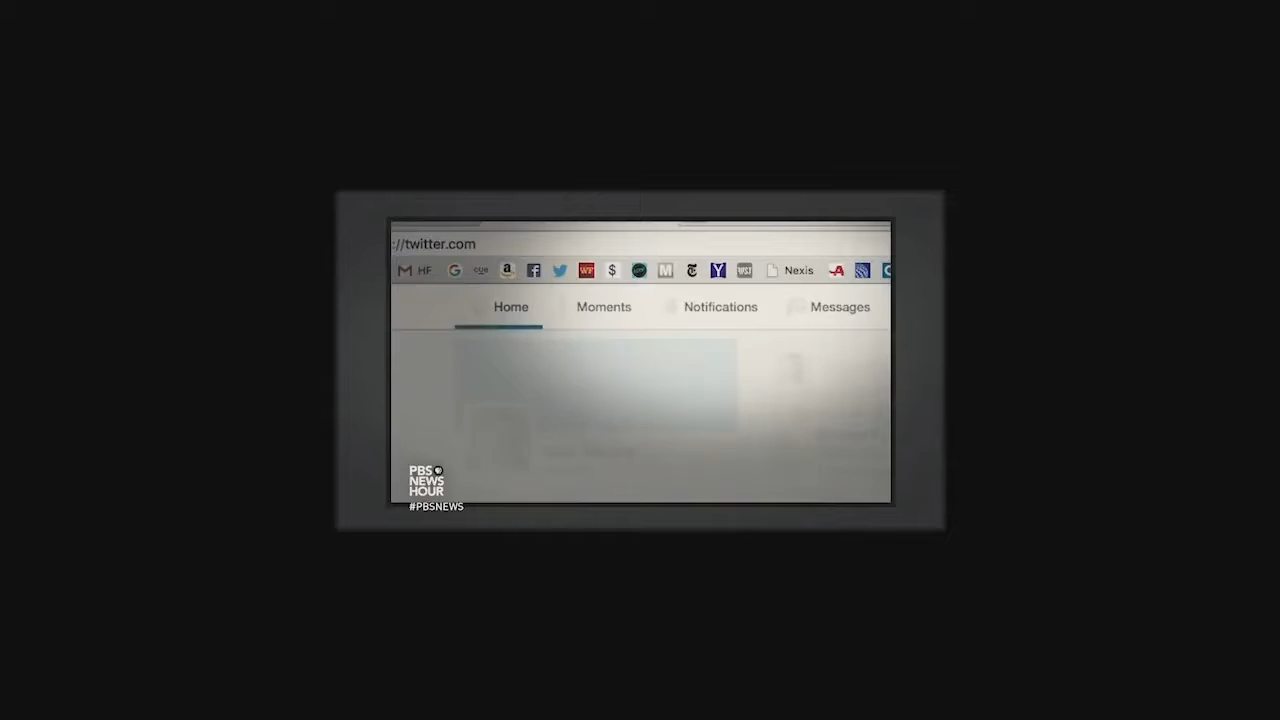 ://twitter.com
HF Nexis
Home Moments Notifications Messages
PBS
NEWS
HOUR
#PBSNEWS